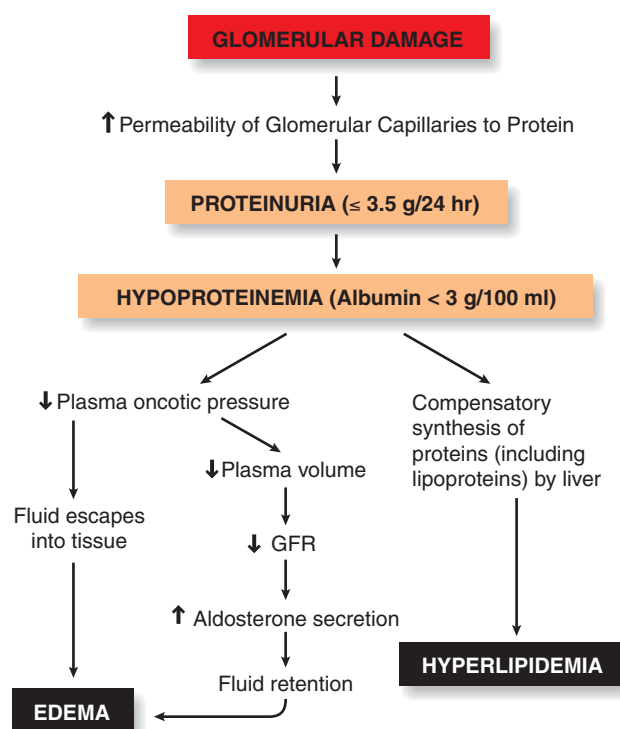 GLOMERULAR DAMAGE
↑ Permeability of Glomerular Capillaries to Protein
PROTEINURIA (≤ 3.5 g/24 hr)
HYPOPROTEINEMIA (Albumin < 3 g/100 ml)
↓ Plasma oncotic pressure
Fluid escapes
into tissue
↓ Plasma volume
↓ GFR
↑ Aldosterone secretion
Fluid retention
EDEMA
Compensatory
synthesis of
proteins (including
lipoproteins) by liver
HYPERLIPIDEMIA